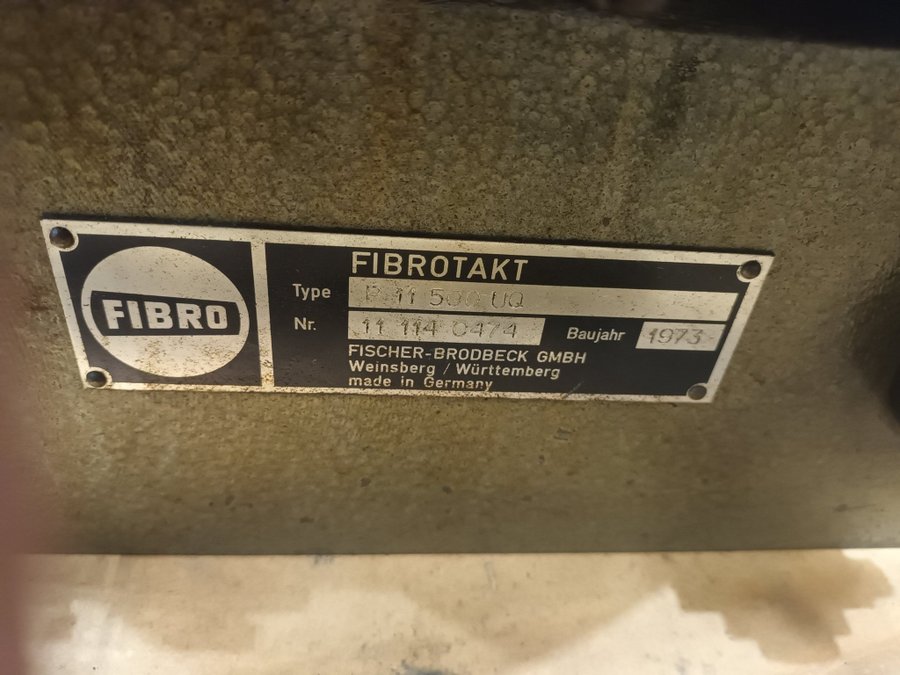 FIBRO
FIBROTAKT
Type P 11 500 UQ
Nr. 11 114 0474 Baujahr 1973
FISCHER-BRODBECK GMBH
Weinsberg / Württemberg
made in Germany